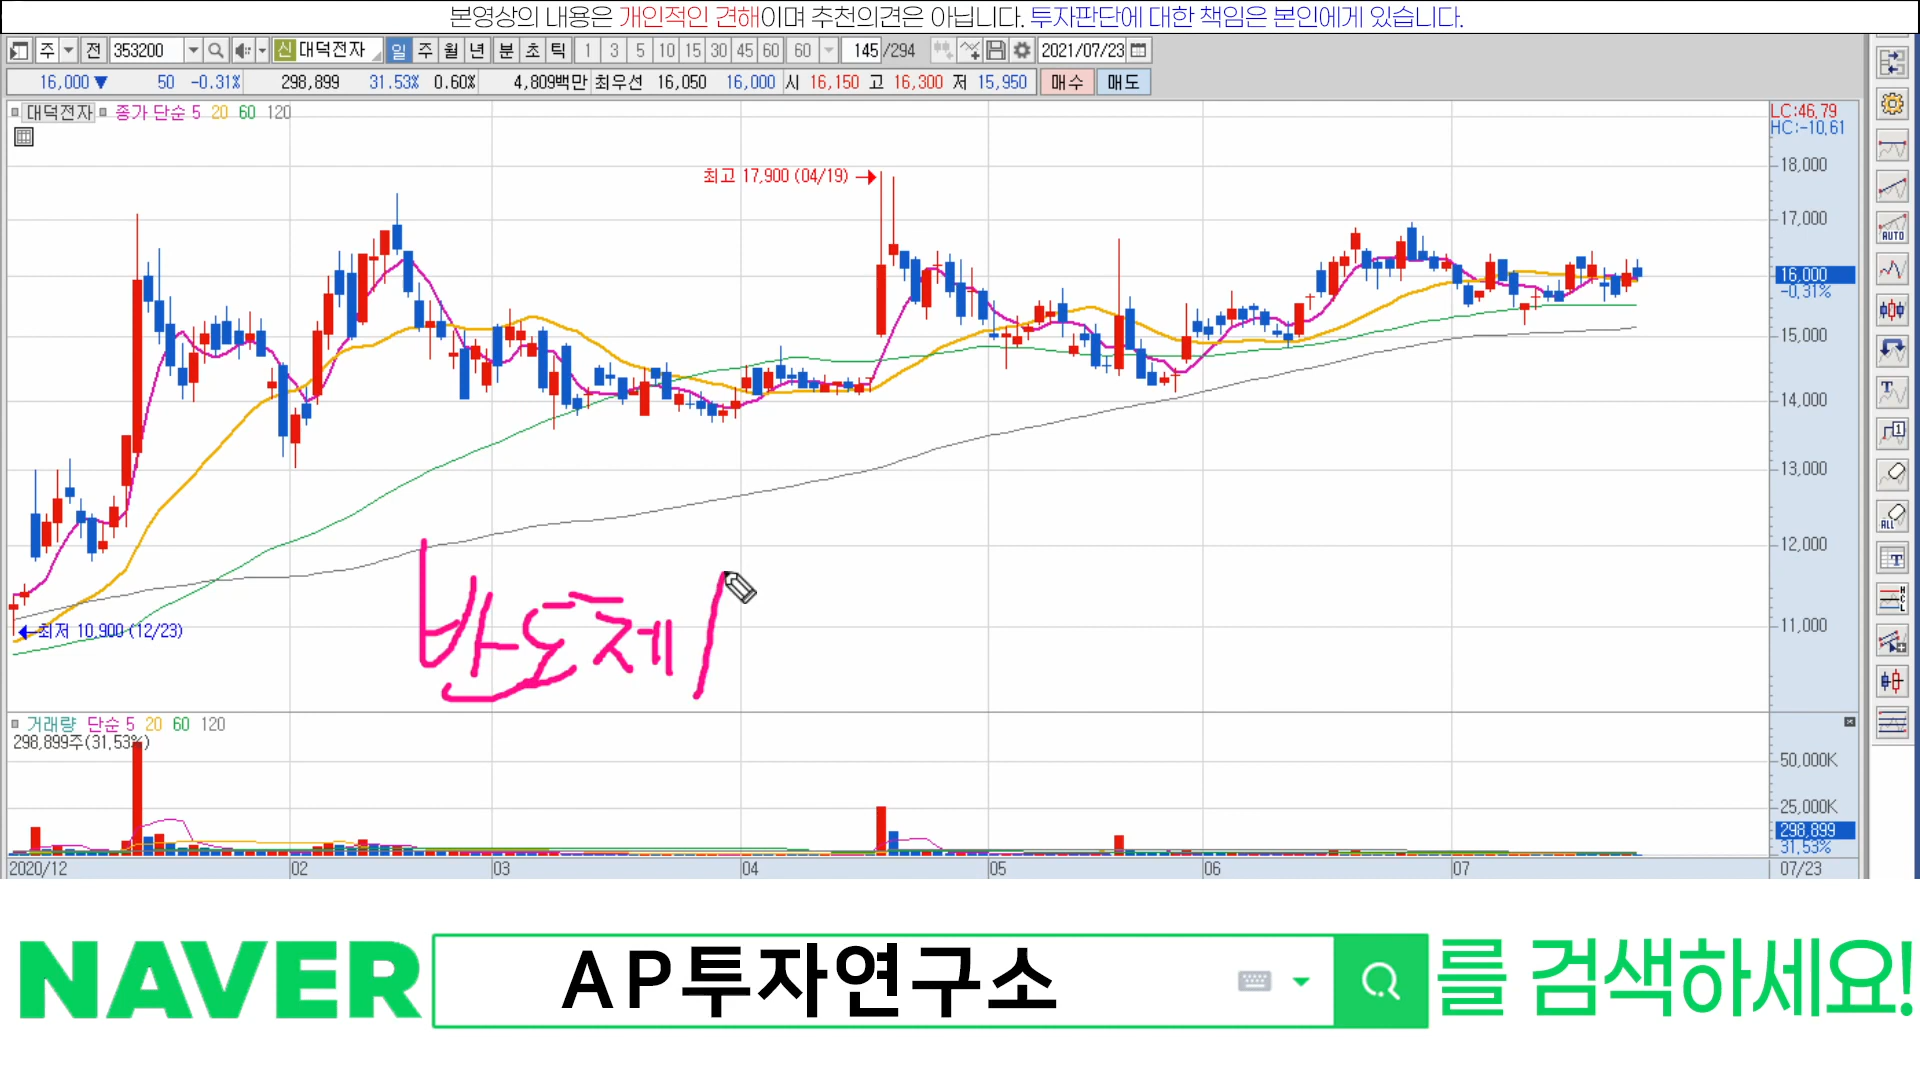 본영상의 내용은 개인적인 견해이며 추천의견은 아닙니다. 투자판단에 대한 책임은 본인에게 있습니다.
주 전 353200 신 대덕전자 일 주 월 년 분 초 틱 1 3 5 10 15 30 45 60 60 145 /294 2021/07/23
16,000▼ 50 -0.31% 298,899 31.53% 0.60% 4,809백만 최우선 16,050 16,000 시 16,150 고 16,300 저 15,950 매수 매도
대덕전자 종가 단순 5 20 60 120
LC:46.79
HC:-10.61
18,000
최고 17,900 (04/19) →
17,000
16,000
-0.31%
15,000
14,000
13,000
12,000
11,000
←최저 10,900 (12/23)
반도체
거래량 단순 5 20 60 120
298,899주(31.53%)
50,000K
25,000K
298,899
31.53%
2020/12 02 03 04 05 06 07 07/23
AUTO
T
1
ALL
T
H
C
L
NAVER AP투자연구소 를 검색하세요!